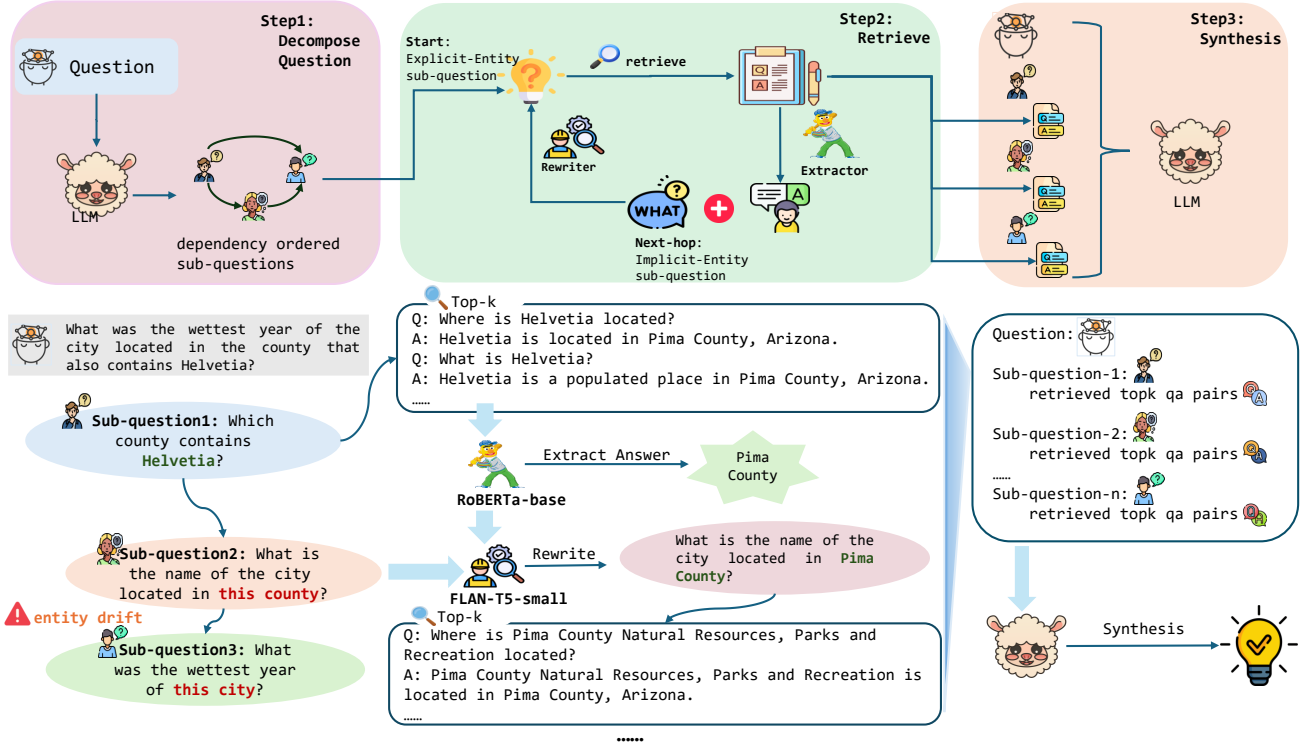 Step1:
Decompose
Question
Question
LLM
dependency ordered
sub-questions
Step2:
Retrieve
Start:
Explicit-Entity
sub-question
retrieve
Q
A
Rewriter
Extractor
WHAT
?
A
Next-hop:
Implicit-Entity
sub-question
Step3:
Synthesis
Q
A
Q
A
Q
A
LLM
What was the wettest year of the
city located in the county that
also contains Helvetia?
Sub-question1: Which
county contains
Helvetia?
Sub-question2: What is
the name of the city
located in this county?
entity drift
Sub-question3: What
was the wettest year
of this city?
Top-k
Q: Where is Helvetia located?
A: Helvetia is located in Pima County, Arizona.
Q: What is Helvetia?
A: Helvetia is a populated place in Pima County, Arizona.
……
RoBERTa-base
Extract Answer
Pima
County
FLAN-T5-small
Rewrite
What is the name of the
city located in Pima
County?
Top-k
Q: Where is Pima County Natural Resources, Parks and
Recreation located?
A: Pima County Natural Resources, Parks and Recreation is
located in Pima County, Arizona.
……
……
Question:
Sub-question-1:
retrieved topk qa pairs
Sub-question-2:
retrieved topk qa pairs
……
Sub-question-n:
retrieved topk qa pairs
Synthesis